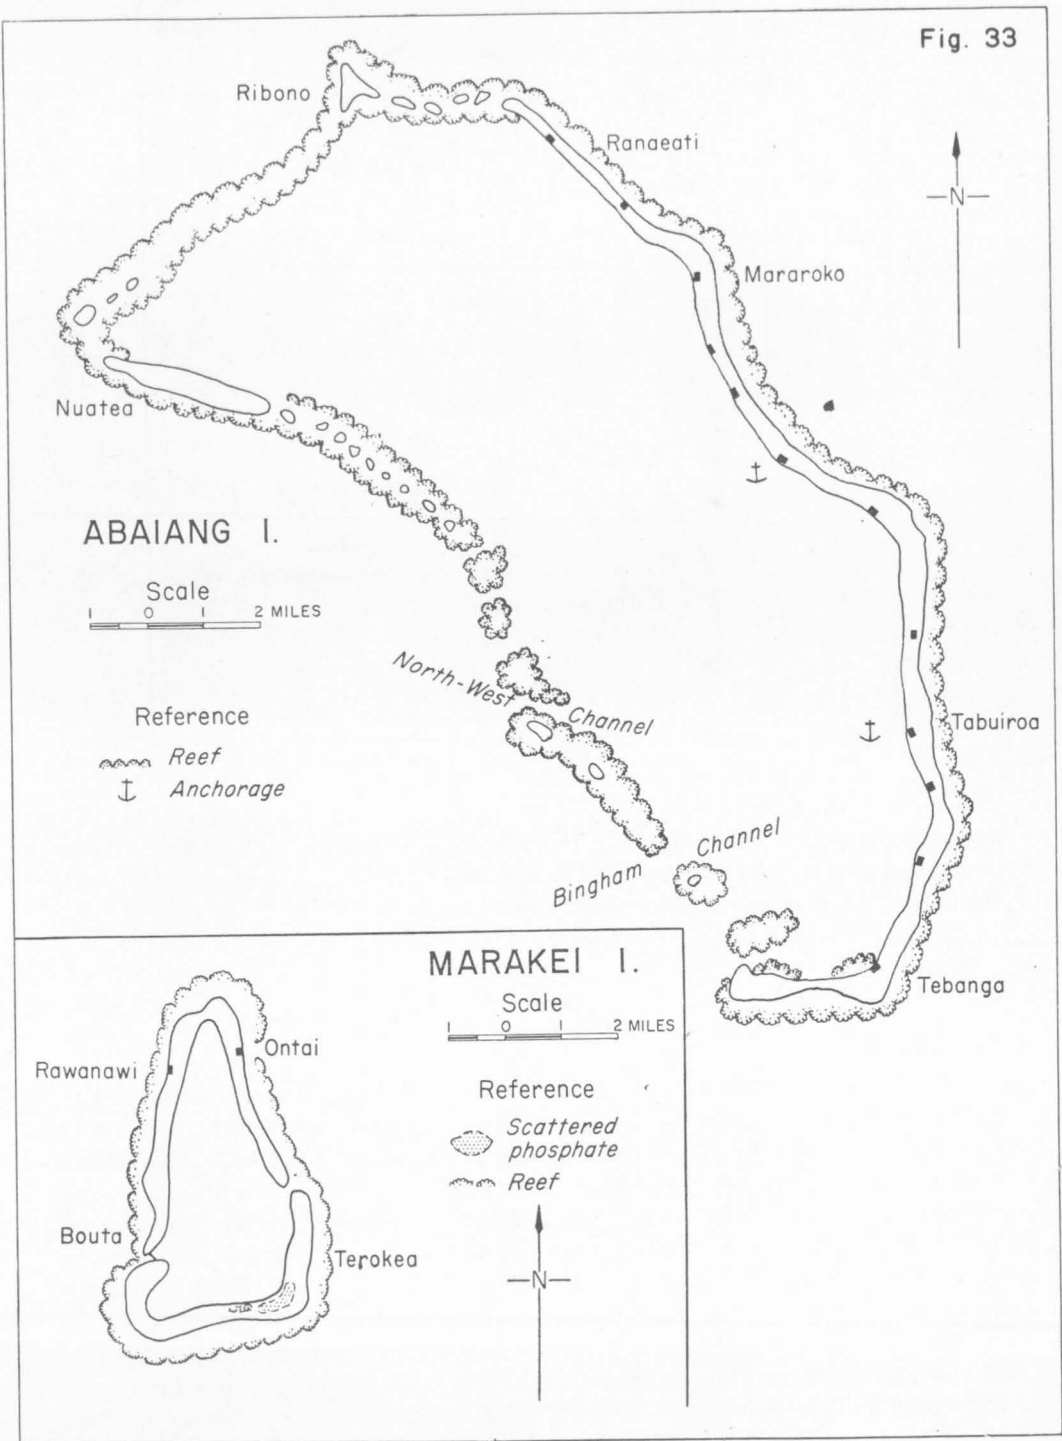 Fig. 33
Ribono
Ranaeati
N
Mararoko
Nuatea
ABAIANG I.
Scale
1 0 1 2 MILES
North-West
Channel
Reference
Reef
Anchorage
Tabuiroa
Bingham
Channel
Tebanga
MARAKEI I.
Scale
1 0 1 2 MILES
Ontai
Rawanawi
Reference
Scattered
phosphate
Reef
Bouta
Terokea
N